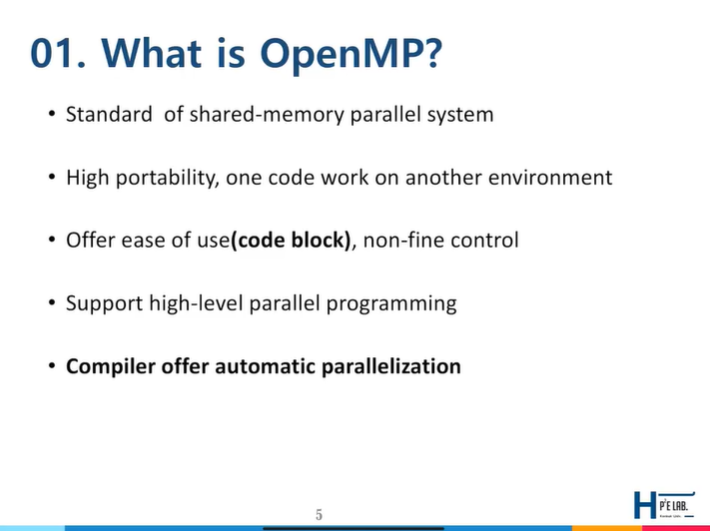 01. What is OpenMP?
• Standard of shared-memory parallel system
• High portability, one code work on another environment
• Offer ease of use(code block), non-fine control
• Support high-level parallel programming
• Compiler offer automatic parallelization
5
H P'E LAB.